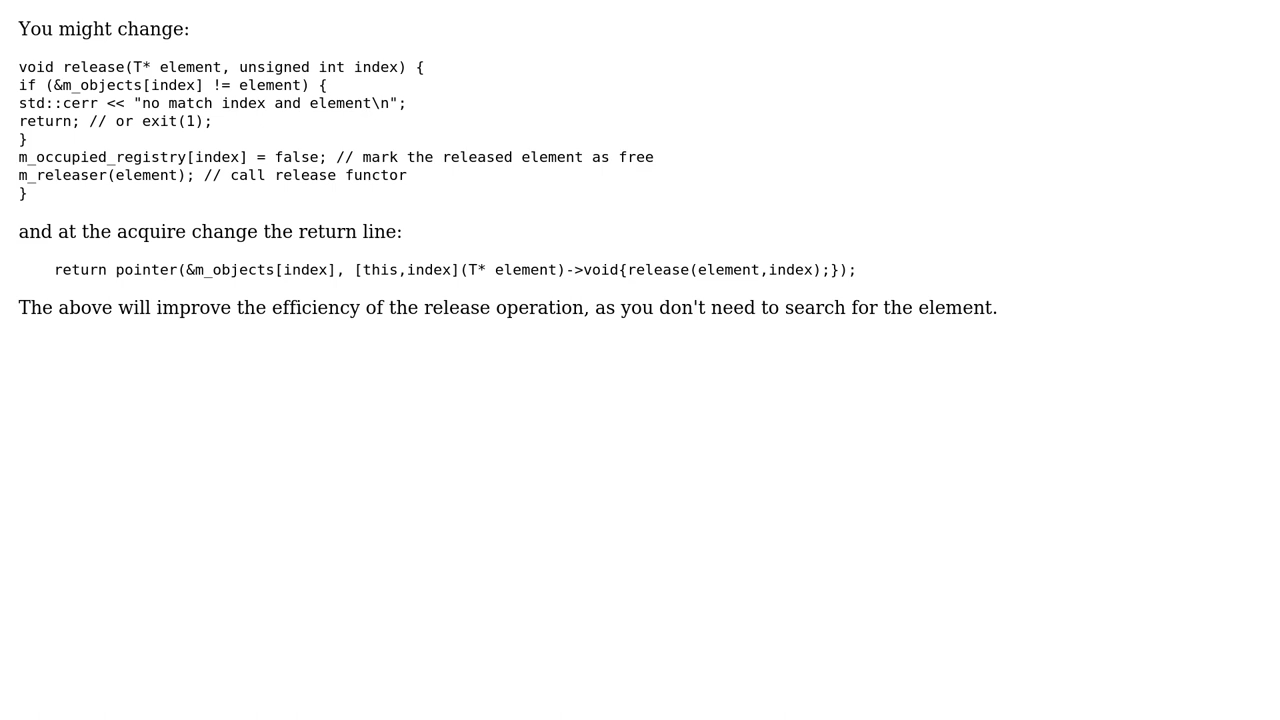 You might change:
void release(T* element, unsigned int index) {
if (&m_objects[index] != element) {
std::cerr << "no match index and element\n";
return; // or exit(1);
}
m_occupied_registry[index] = false; // mark the released element as free
m_releaser(element); // call release functor
}
and at the acquire change the return line:
    return pointer(&m_objects[index], [this,index](T* element)->void{release(element,index);});
The above will improve the efficiency of the release operation, as you don't need to search for the element.